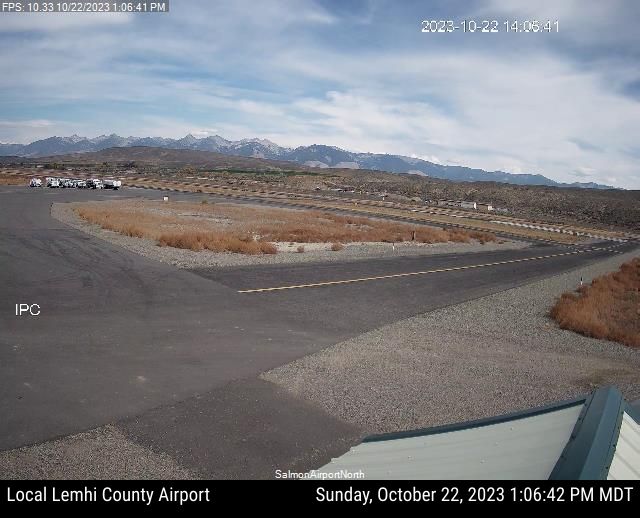 FPS: 10.33 10/22/2023 1:06:41 PM
2023-10-22 14:06:41
IPC
SalmonAirportNorth
Local Lemhi County Airport
Sunday, October 22, 2023 1:06:42 PM MDT